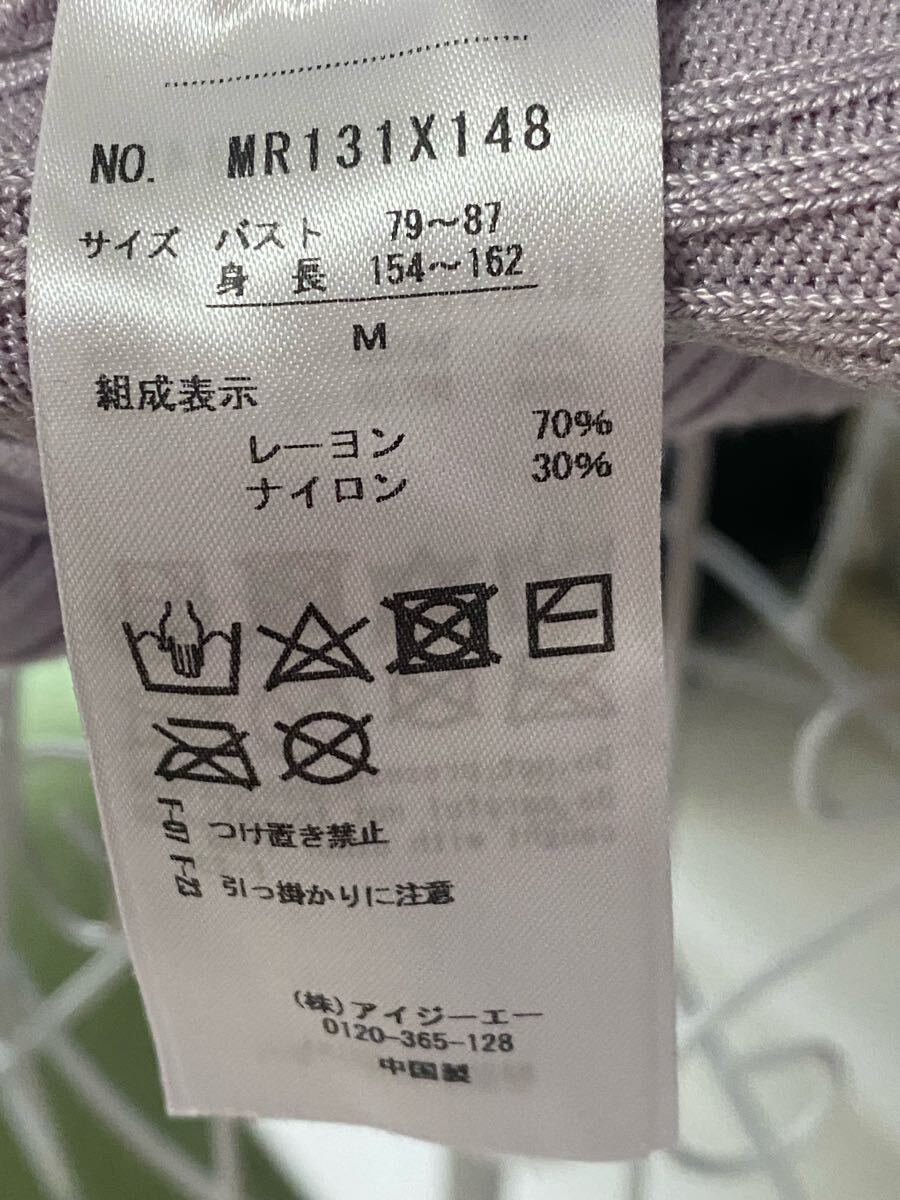 NO. MR131X148
サイズ バスト 79～87
身長 154～162
M
組成表示
レーヨン 70%
ナイロン 30%
つけ置き禁止
引っ掛かりに注意
(株)アイジーエー
0120-365-128
中国製